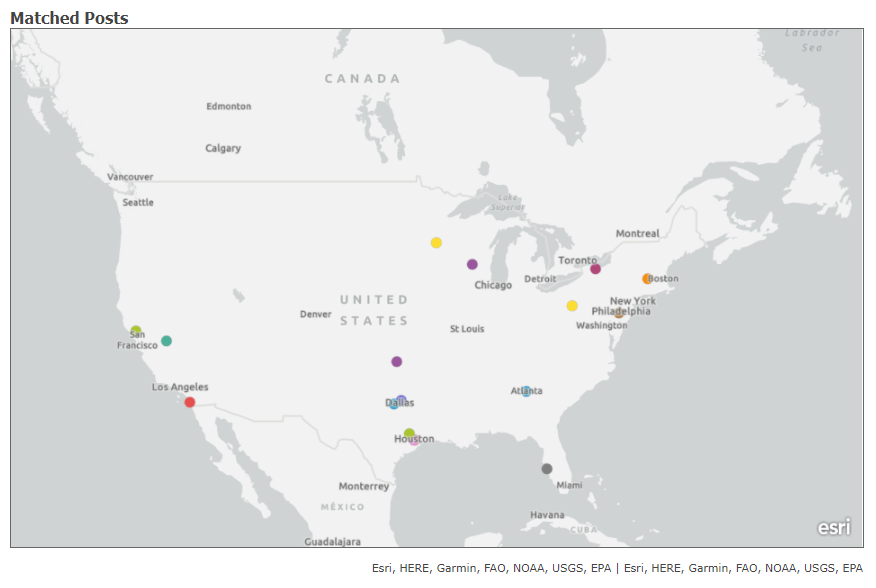 Matched Posts
Labrador
Sea
CANADA
Edmonton
Calgary
Vancouver
Seattle
Lake
Superior
Montreal
Toronto
Detroit
Boston
Chicago
UNITED
STATES
New York
Philadelphia
Denver
St Louis
Washington
San
Francisco
Los Angeles
Dallas
Atlanta
Houston
Monterrey
Miami
MÉXICO
Havana
CUBA
Guadalajara
esri
Esri, HERE, Garmin, FAO, NOAA, USGS, EPA | Esri, HERE, Garmin, FAO, NOAA, USGS, EPA